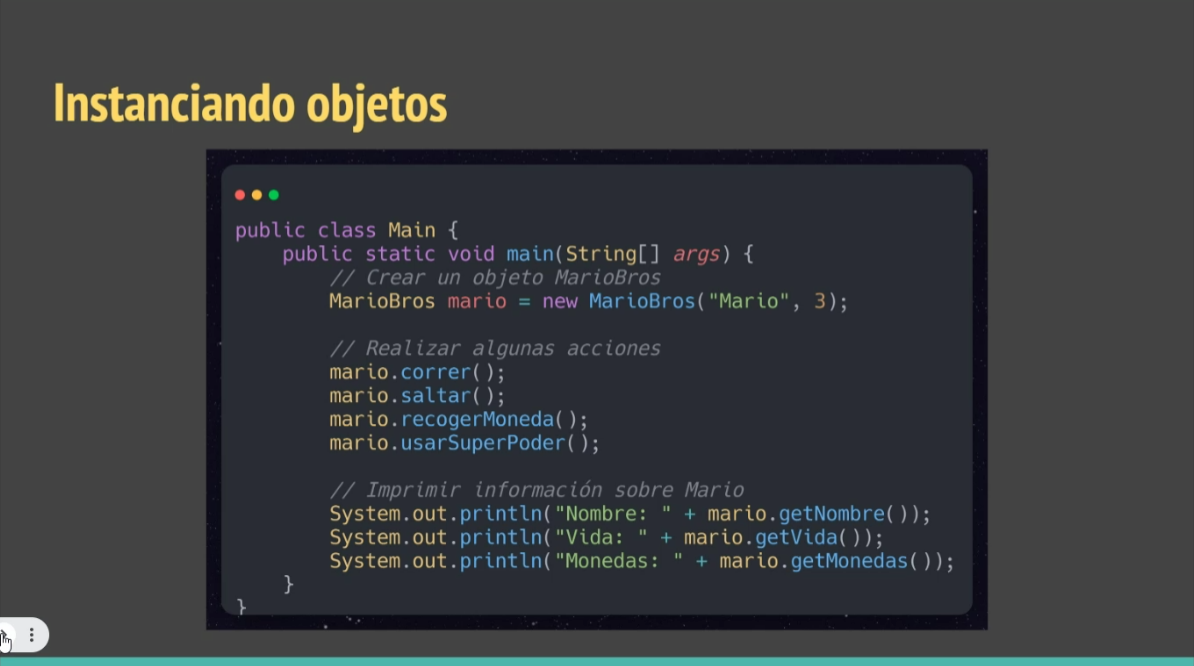 Instanciando objetos
public class Main {
    public static void main(String[] args) {
        // Crear un objeto MarioBros
        MarioBros mario = new MarioBros("Mario", 3);

        // Realizar algunas acciones
        mario.correr();
        mario.saltar();
        mario.recogerMoneda();
        mario.usarSuperPoder();

        // Imprimir información sobre Mario
        System.out.println("Nombre: " + mario.getNombre());
        System.out.println("Vida: " + mario.getVida());
        System.out.println("Monedas: " + mario.getMonedas());
    }
}